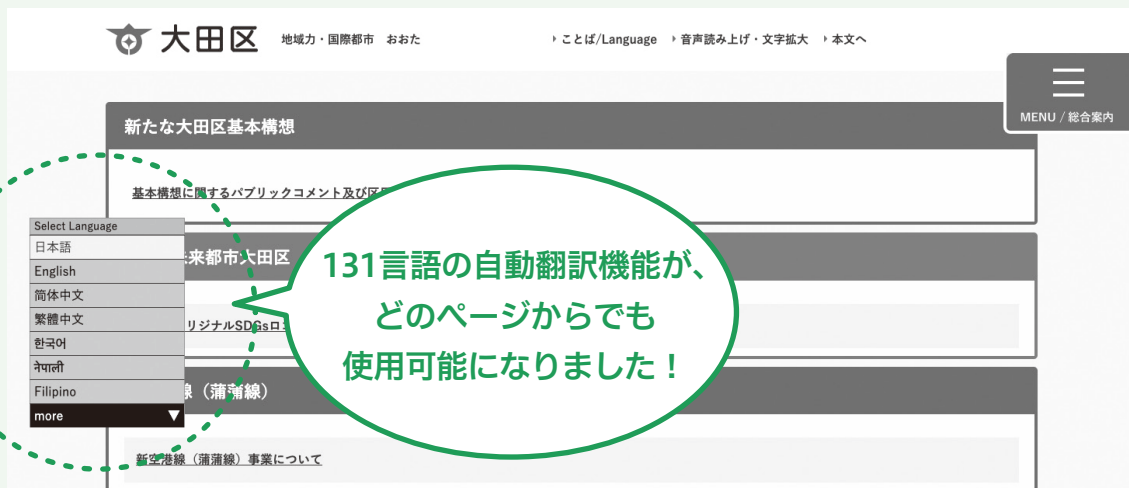 大田区 地域力・国際都市 おおた
ことば/Language 音声読み上げ・文字拡大 本文へ
MENU / 総合案内
新たな大田区基本構想
基本構想に関するパブリックコメント及び区
Select Language
日本語
English
简体中文
繁體中文
한국어
नेपाली
Filipino
more
来都市大田区
リジナルSDGsロ
線（蒲蒲線）
新空港線（蒲蒲線）事業について
131言語の自動翻訳機能が、
どのページからでも
使用可能になりました！